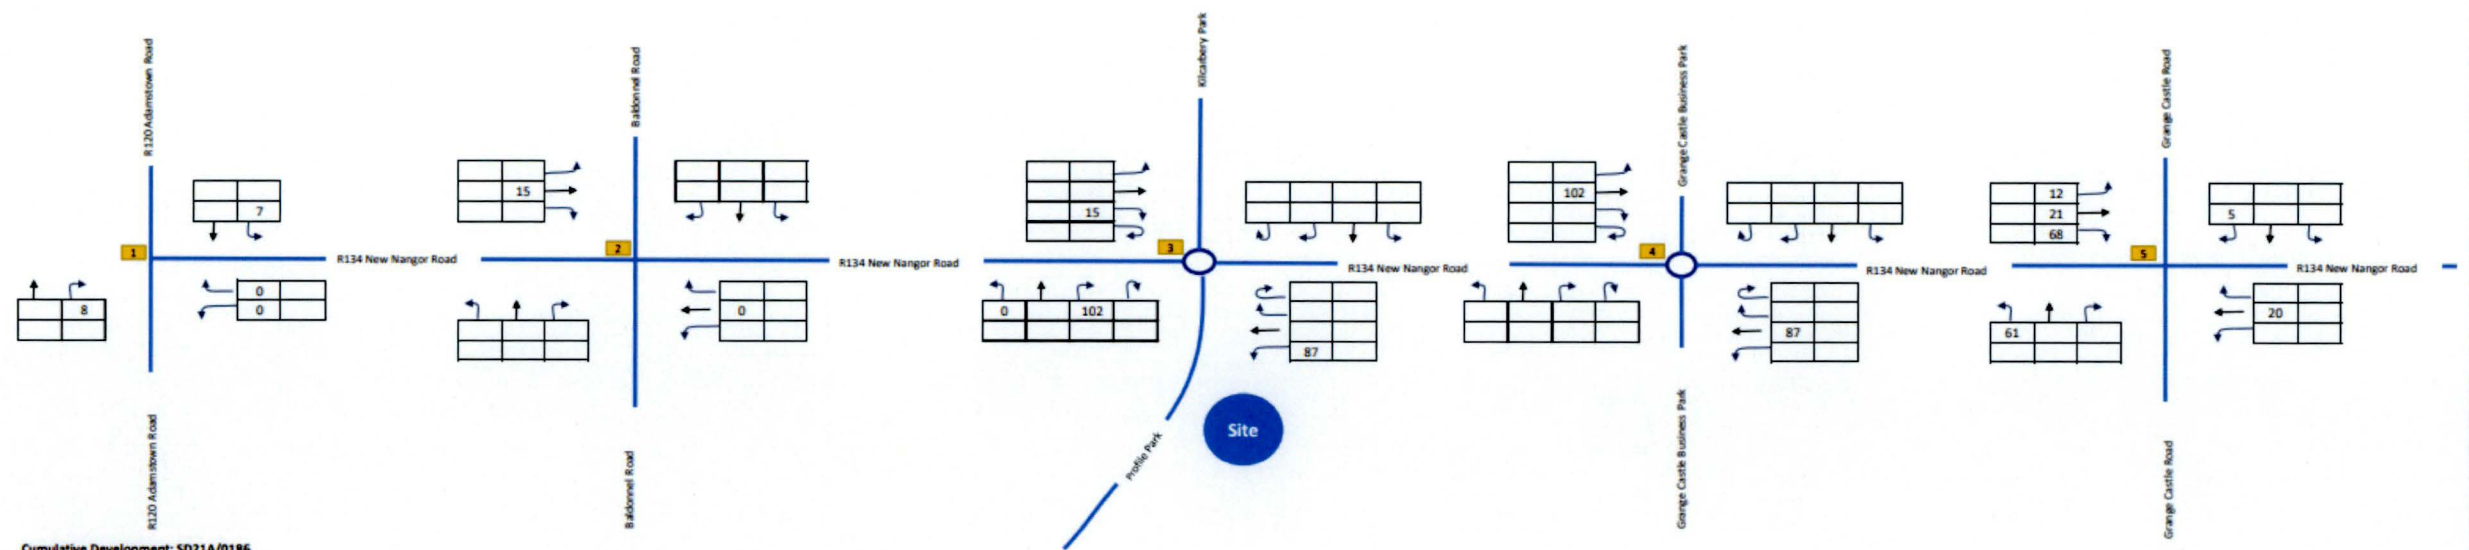 R120 Adamstown Road
Baldonnel Road
Kilcarbery Park
Grange Castle Business Park
Grange Castle Road
7
15
15
102
12
21
68
5
1
2
3
4
5
R134 New Nangor Road
R134 New Nangor Road
R134 New Nangor Road
R134 New Nangor Road
R134 New Nangor Road
8
0
0
0
0 102
87
87
61
20
Site
Profile Park
R120 Adamstown Road
Baldonnel Road
Grange Castle Business Park
Grange Castle Road
Cumulative Development: SD21A/0186